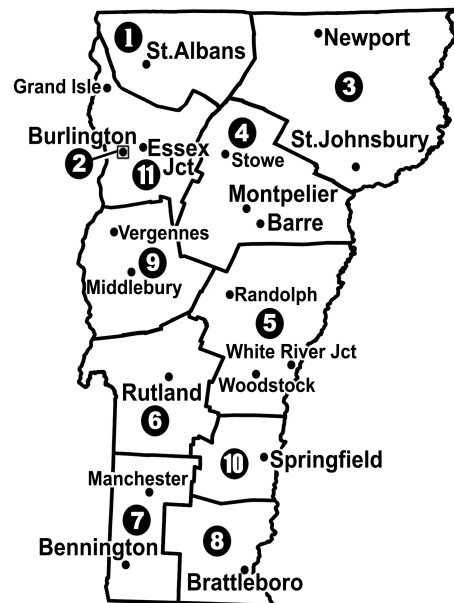 1
St.Albans
Newport
Grand Isle
3
4
Burlington
Essex
Jct
St.Johnsbury
2
11
Stowe
Montpelier
Barre
Vergennes
9
Middlebury
Randolph
5
White River Jct
Woodstock
Rutland
6
10
Springfield
Manchester
7
8
Bennington
Brattleboro